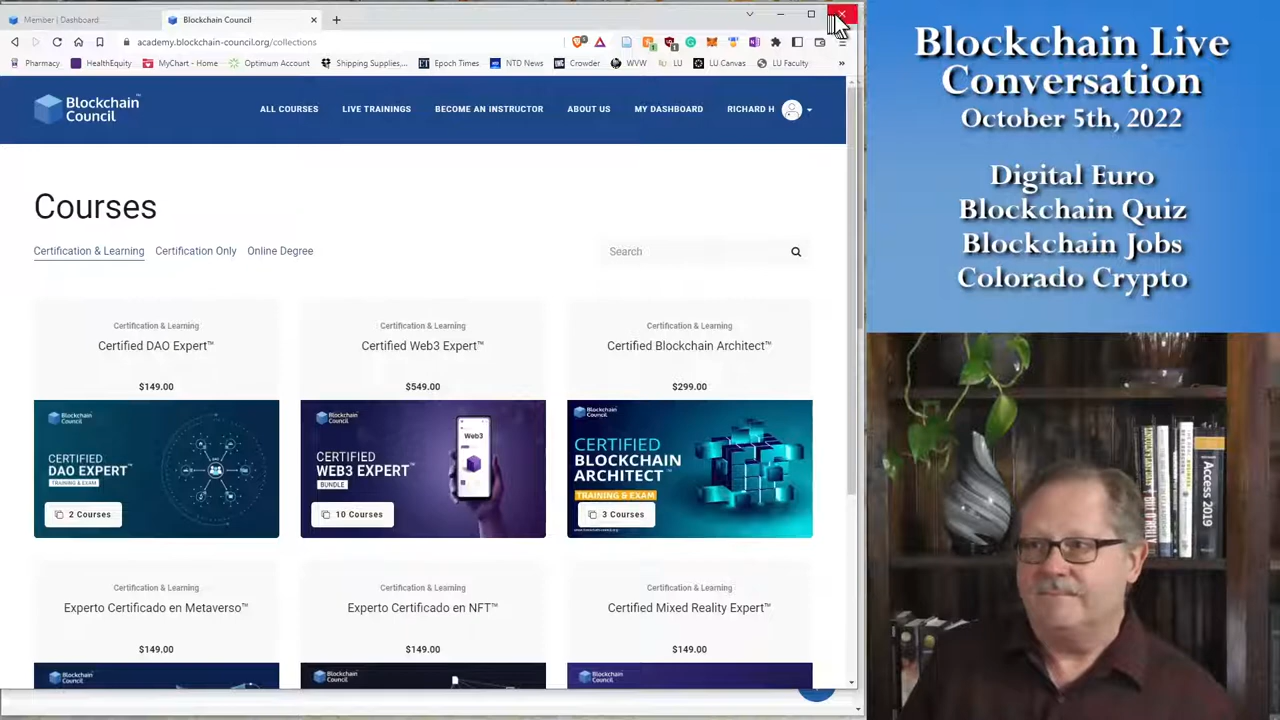 Member | Dashboard
Blockchain Council
academy.blockchain-council.org/collections
Pharmacy
HealthEquity
MyChart - Home
Optimum Account
Shipping Supplies,...
Epoch Times
NTD News
Crowder
WVW
LU
LU Canvas
LU Faculty
Blockchain
Council
ALL COURSES
LIVE TRAININGS
BECOME AN INSTRUCTOR
ABOUT US
MY DASHBOARD
RICHARD H
Courses
Certification & Learning
Certification Only
Online Degree
Search
Certification & Learning
Certified DAO Expert™
$149.00
Blockchain
Council
CERTIFIED
DAO EXPERT™
TRAINING & EXAM
2 Courses
Certification & Learning
Certified Web3 Expert™
$549.00
Blockchain
Council
CERTIFIED
WEB3 EXPERT™
BUNDLE
Web3
10 Courses
Certification & Learning
Certified Blockchain Architect™
$299.00
Blockchain
Council
CERTIFIED
BLOCKCHAIN
ARCHITECT™
TRAINING & EXAM
3 Courses
www.blockchain-council.org
Certification & Learning
Experto Certificado en Metaverso™
$149.00
Blockchain
Certification & Learning
Experto Certificado en NFT™
$149.00
Blockchain
Council
Certification & Learning
Certified Mixed Reality Expert™
$149.00
Blockchain
Council
Blockchain Live
Conversation
October 5th, 2022
Digital Euro
Blockchain Quiz
Blockchain Jobs
Colorado Crypto
Access 2019